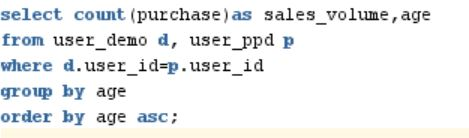 select count(purchase)as sales_volume,age
from user_demo d, user_ppd p
where d.user_id=p.user_id
group by age
order by age asc;